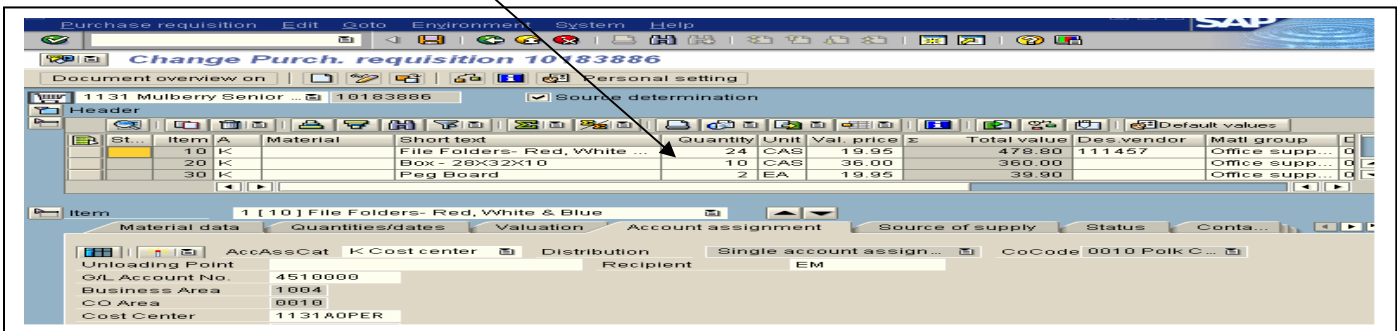 Purchase requisition Edit Goto Environment System Help
SAP
Change Purch. requisition 10183886
Document overview on Personal setting
1131 Mulberry Senior ... 10183886 Source determination
Header
Default values
St... Item A Material Short text Quantity Unit Val. price Σ Total value Des.vendor Matl group D
10 K File Folders- Red, White ... 24 CAS 19.95 478.80 111457 Office supp... 0
20 K Box - 28X32X10 10 CAS 36.00 360.00 Office supp... 0
30 K Peg Board 2 EA 19.95 39.90 Office supp... 0
Item 1 [ 10 ] File Folders- Red, White & Blue
Material data Quantities/dates Valuation Account assignment Source of supply Status Conta...
AccAssCat K Cost center Distribution Single account assign... CoCode 0010 Polk C...
Unloading Point Recipient EM
G/L Account No. 4510000
Business Area 1004
CO Area 0010
Cost Center 1131A0PER